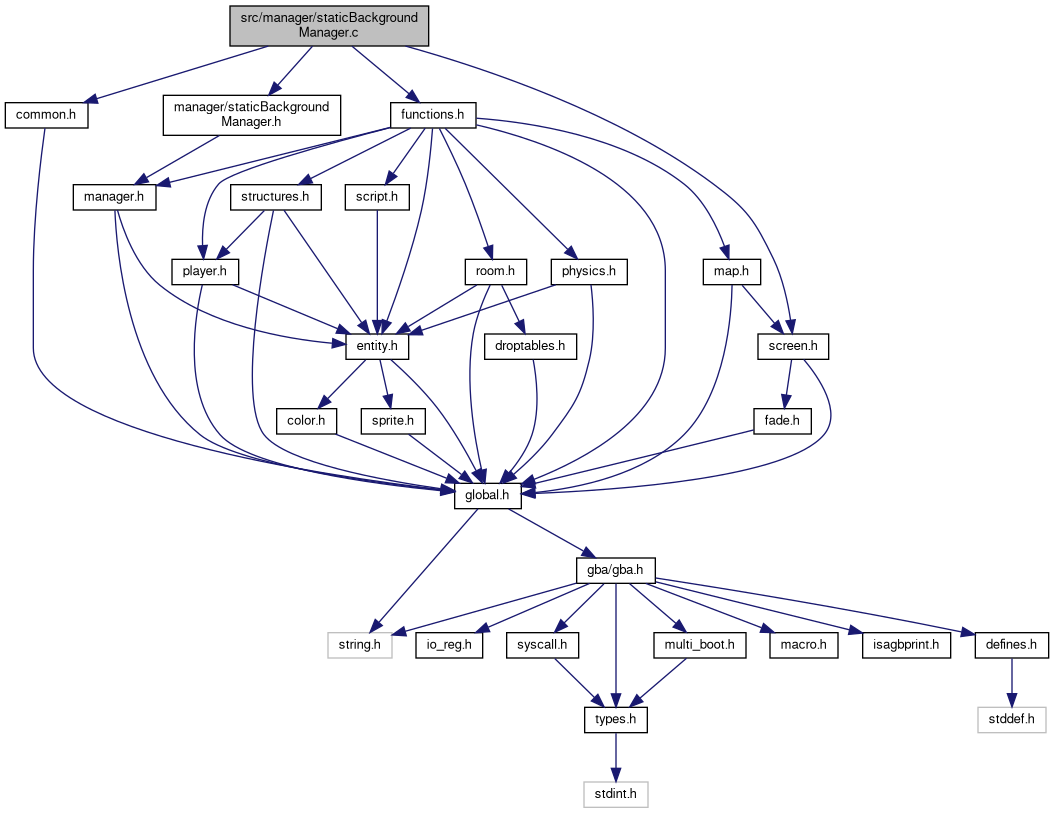 src/manager/staticBackground
Manager.c
common.h
manager/staticBackground
Manager.h
functions.h
manager.h
structures.h
script.h
player.h
room.h
physics.h
map.h
entity.h
droptables.h
screen.h
color.h
sprite.h
fade.h
global.h
gba/gba.h
string.h
io_reg.h
syscall.h
multi_boot.h
macro.h
isagbprint.h
defines.h
types.h
stddef.h
stdint.h